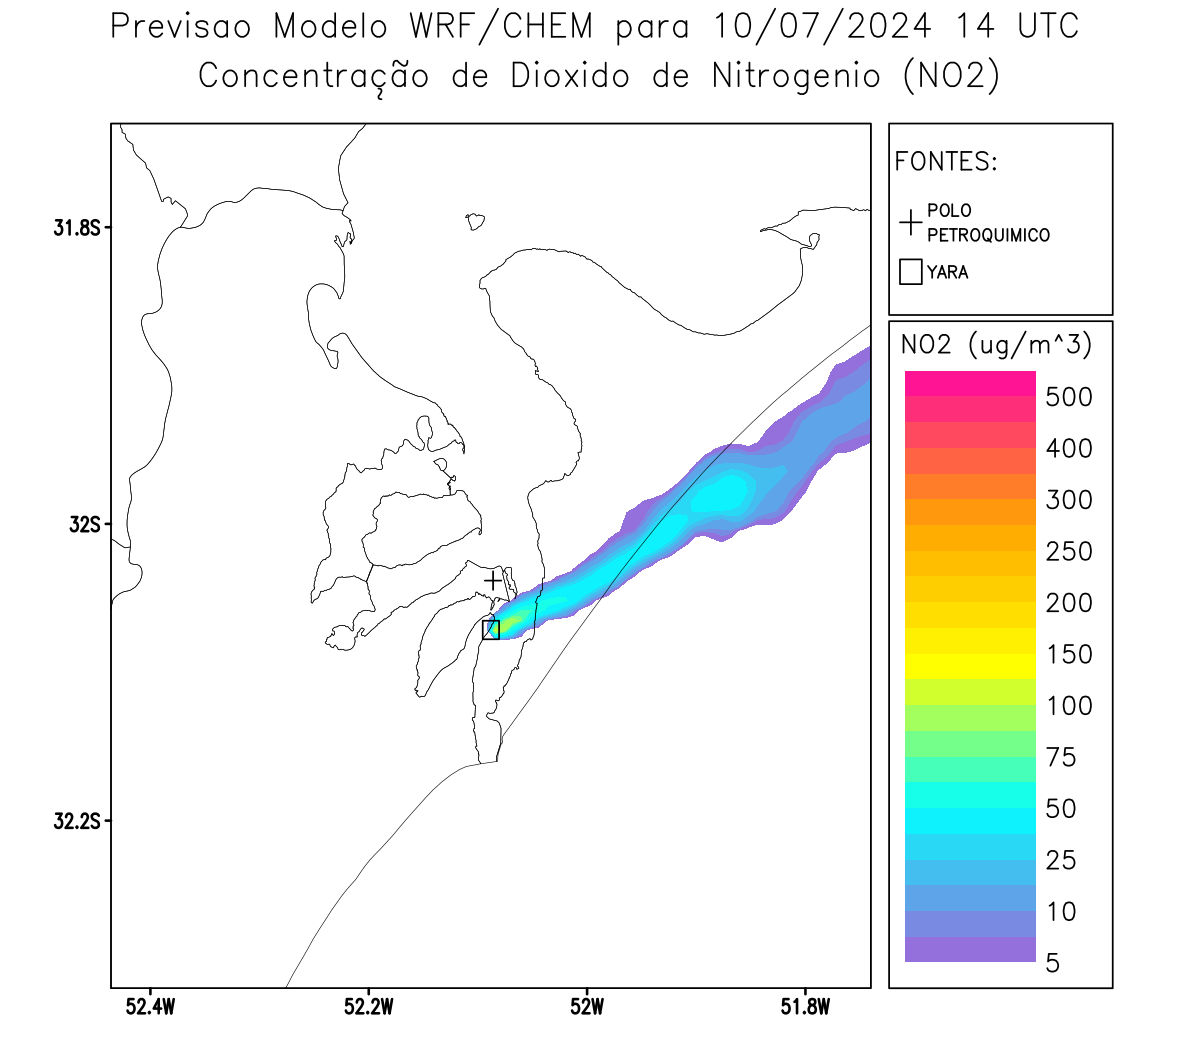 Previsao Modelo WRF/CHEM para 10/07/2024 14 UTC
Concentração de Dioxido de Nitrogenio (NO2)
FONTES:
POLO
PETROQUIMICO
YARA
NO2 (ug/m^3)
500
400
300
250
200
150
100
75
50
25
10
5
31.8S
32S
32.2S
52.4W
52.2W
52W
51.8W